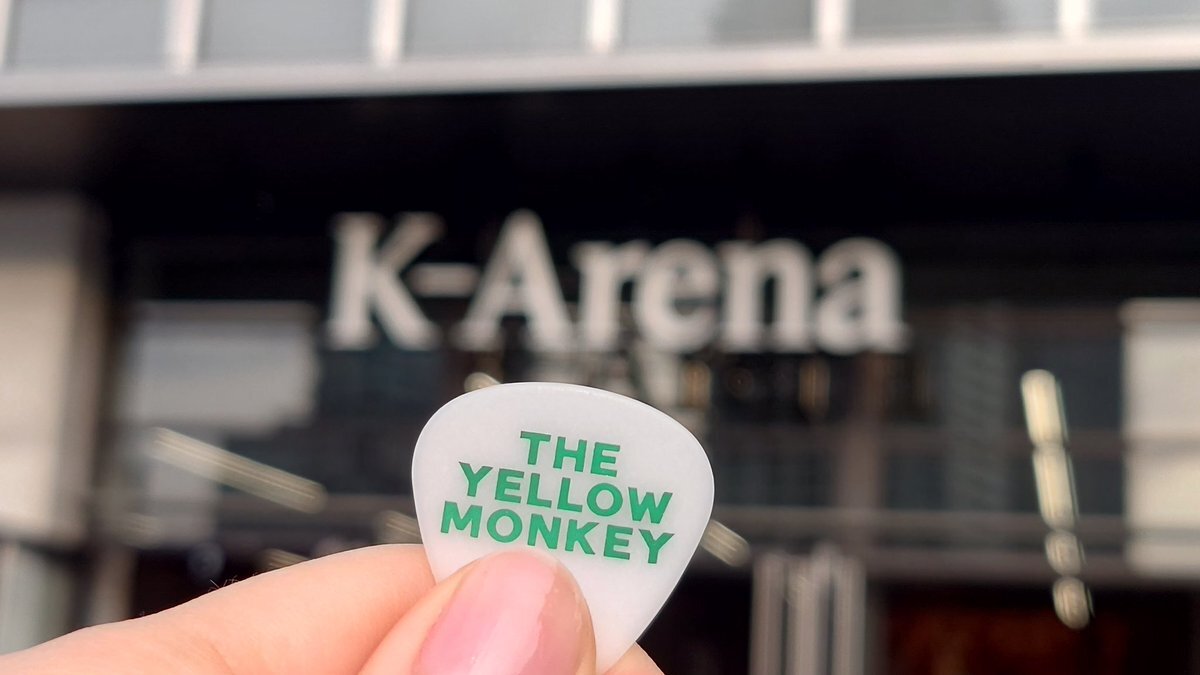 K-Arena
THE
YELLOW
MONKEY